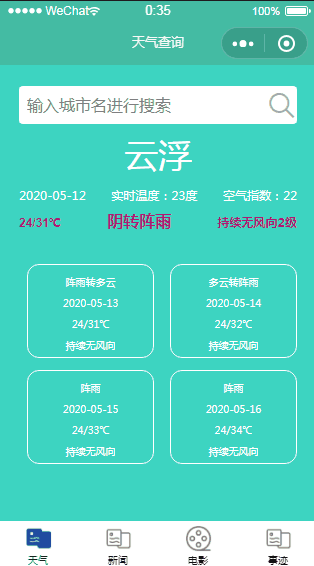 WeChat 0:35 100%
天气查询
输入城市名进行搜索
云浮
2020-05-12 实时温度：23度 空气指数：22
24/31℃ 阴转阵雨 持续无风向2级
阵雨转多云
2020-05-13
24/31℃
持续无风向
多云转阵雨
2020-05-14
24/32℃
持续无风向
阵雨
2020-05-15
24/33℃
持续无风向
阵雨
2020-05-16
24/34℃
持续无风向
天气 新闻 电影 事迹